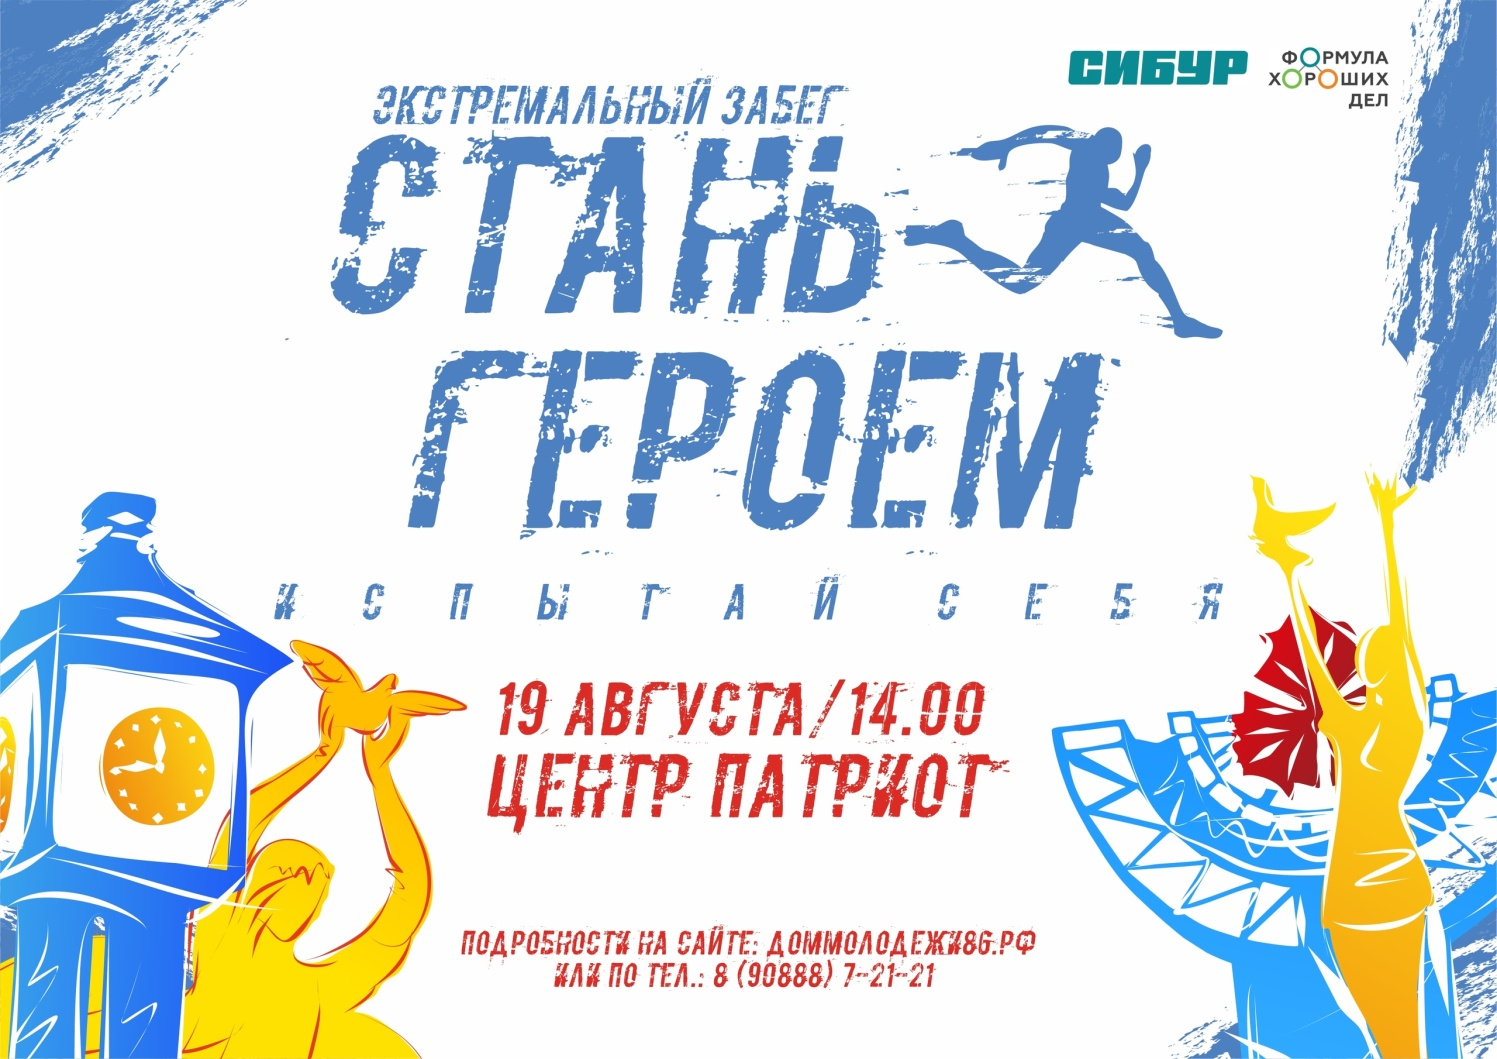 СИБУР
ФОРМУЛА
ХОРОШИХ
ДЕЛ
ЭКСТРЕМАЛЬНЫЙ ЗАБЕГ
СТАНЬ
ГЕРОЕМ
ИСПЫТАЙ СЕБЯ
19 АВГУСТА/14.00
ЦЕНТР ПАТРИОТ
ПОДРОБНОСТИ НА САЙТЕ: ДОММОЛОДЕЖИ86.РФ
ИЛИ ПО ТЕЛ.: 8 (90888) 7-21-21